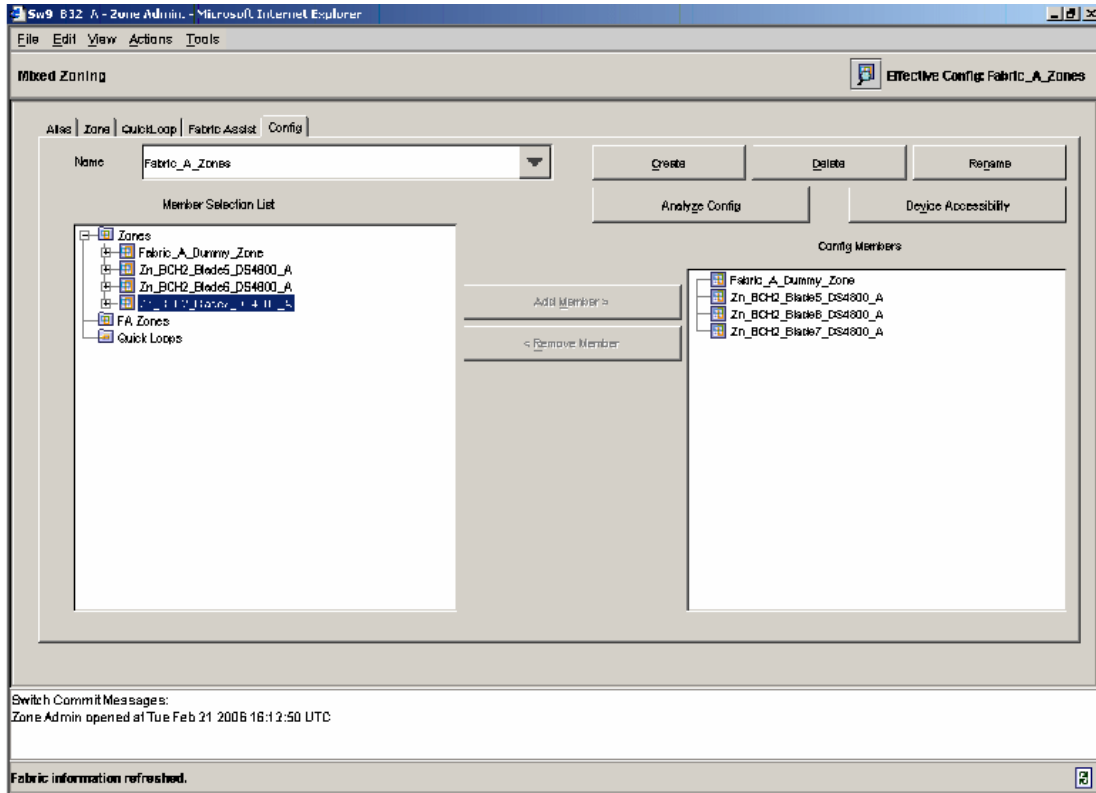 Sw9_B32_A - Zone Admin. - Microsoft Internet Explorer
File Edit View Actions Tools
Mixed Zoning
Effective Config: Fabric_A_Zones
Alias Zone QuickLoop Fabric Assist Config
Name Fabric_A_Zones
Create Delete Rename
Analyze Config Device Accessibility
Member Selection List
Zones
Fabric_A_Dummy_Zone
Zn_BCH2_Blade5_DS4800_A
Zn_BCH2_Blade6_DS4800_A
FA Zones
Quick Loops
Add Member >
< Remove Member
Config Members
Fabric_A_Dummy_Zone
Zn_BCH2_Blade5_DS4800_A
Zn_BCH2_Blade6_DS4800_A
Zn_BCH2_Blade7_DS4800_A
Switch Commit Messages:
Zone Admin opened at Tue Feb 21 2006 16:12:50 UTC
Fabric information refreshed.